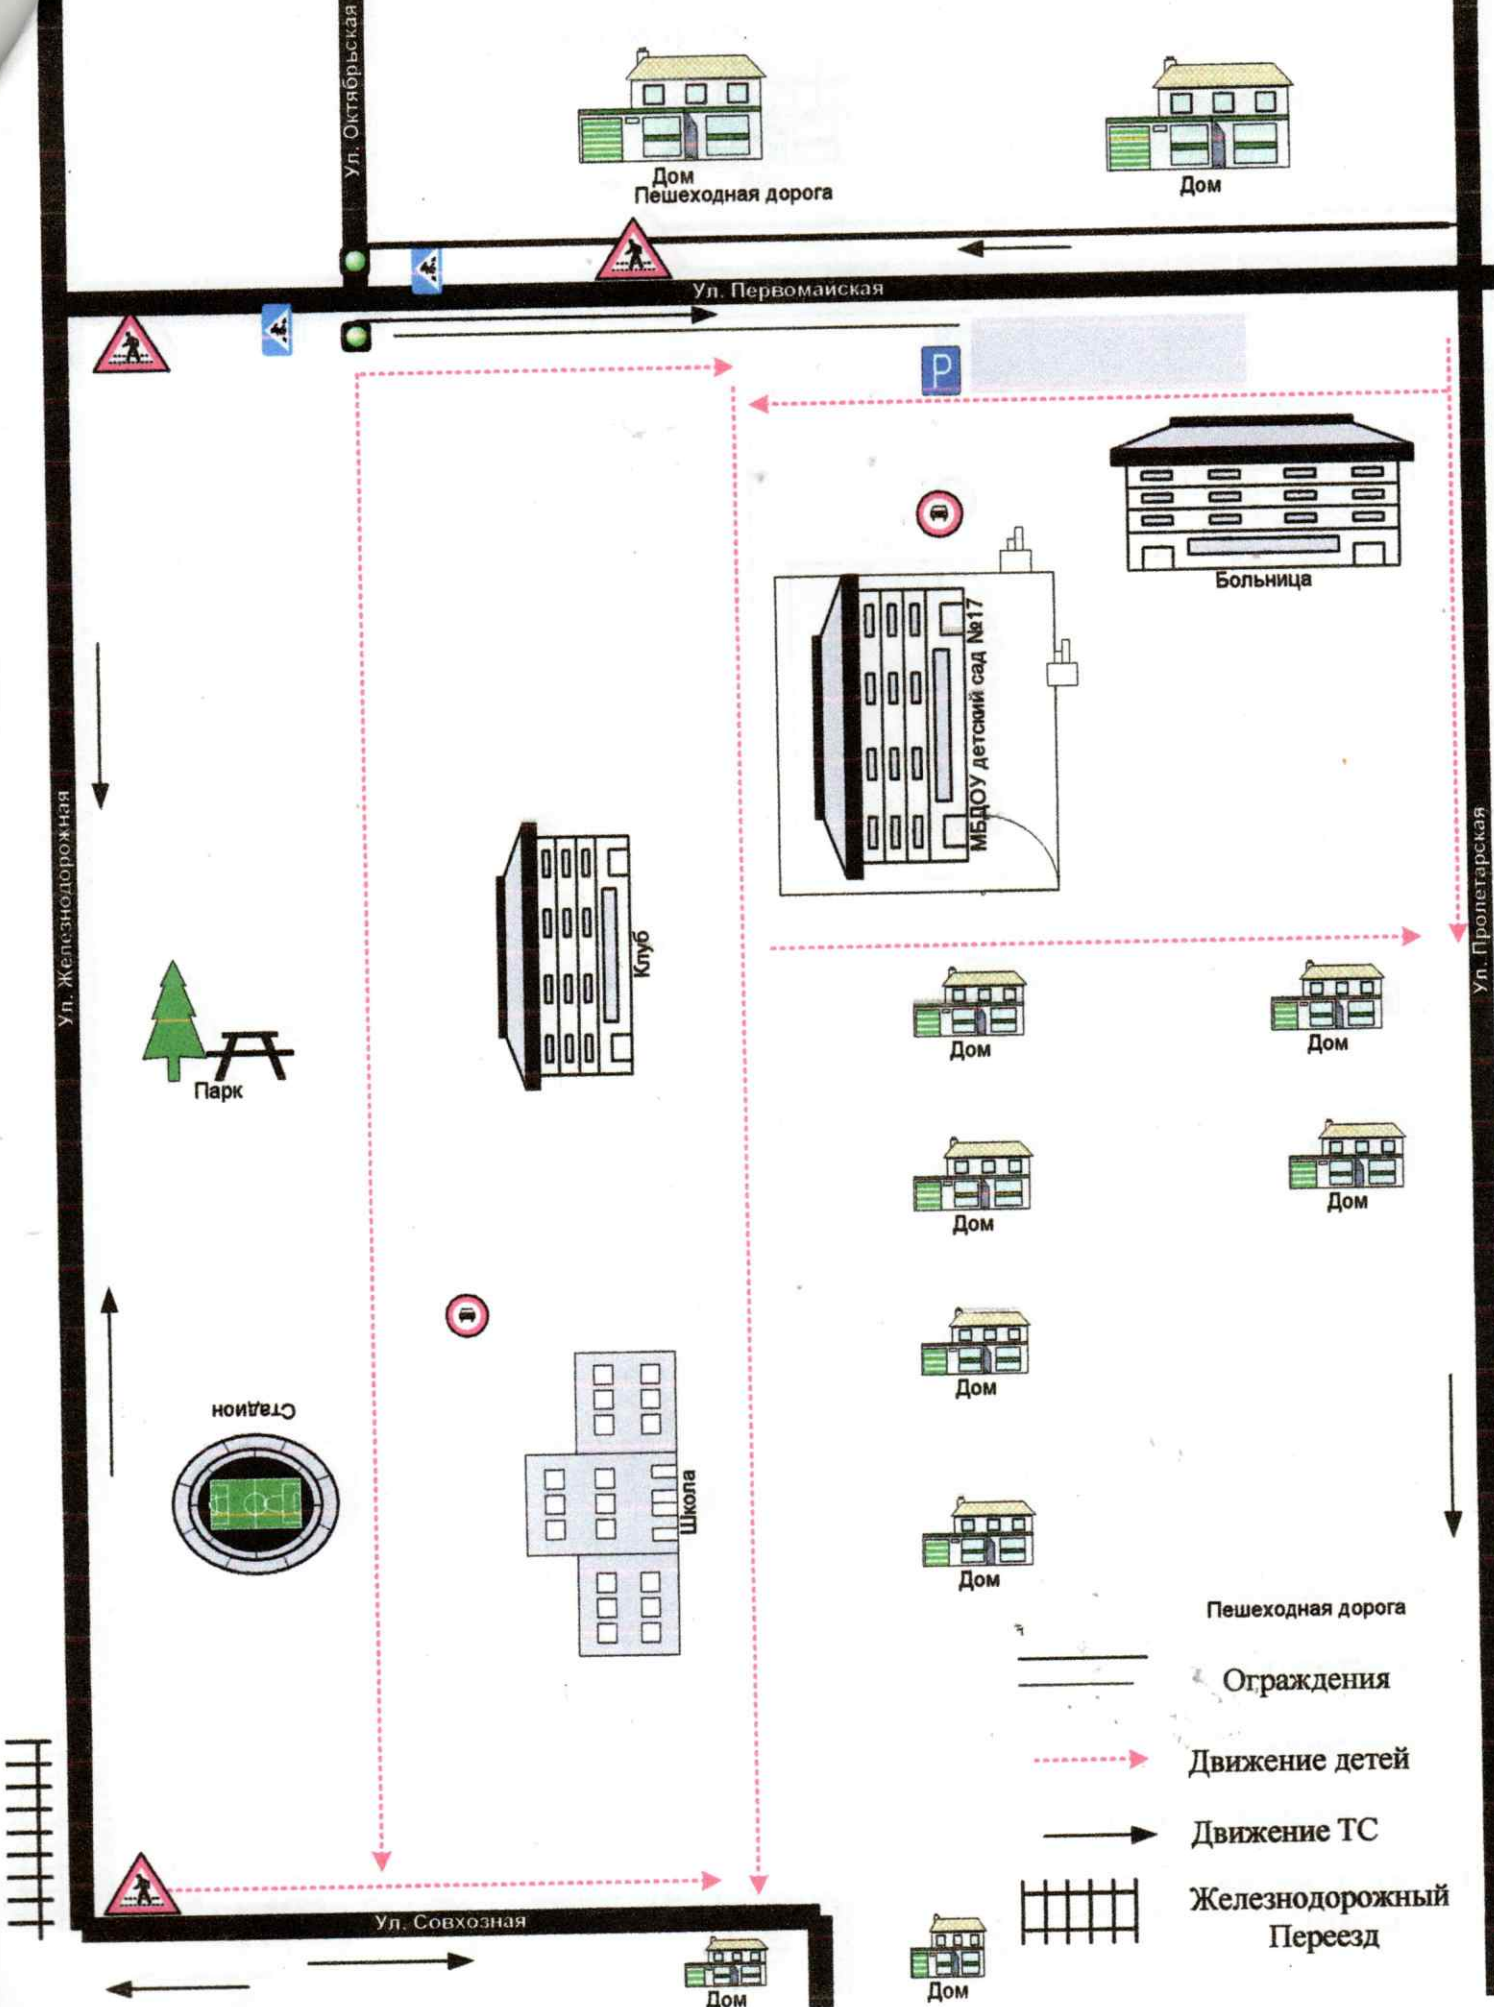 Ул. Октябрьская
Дом
Пешеходная дорога
Дом
Ул. Первомайская
P
Больница
МБДОУ детский сад №17
Ул. Железнодорожная
Ул. Пролетарская
Клуб
Парк
Дом
Дом
Дом
Дом
Дом
Стадион
Школа
Дом
Пешеходная дорога
Ограждения
Движение детей
Движение ТС
Железнодорожный
Переезд
Ул. Совхозная
Дом
Дом